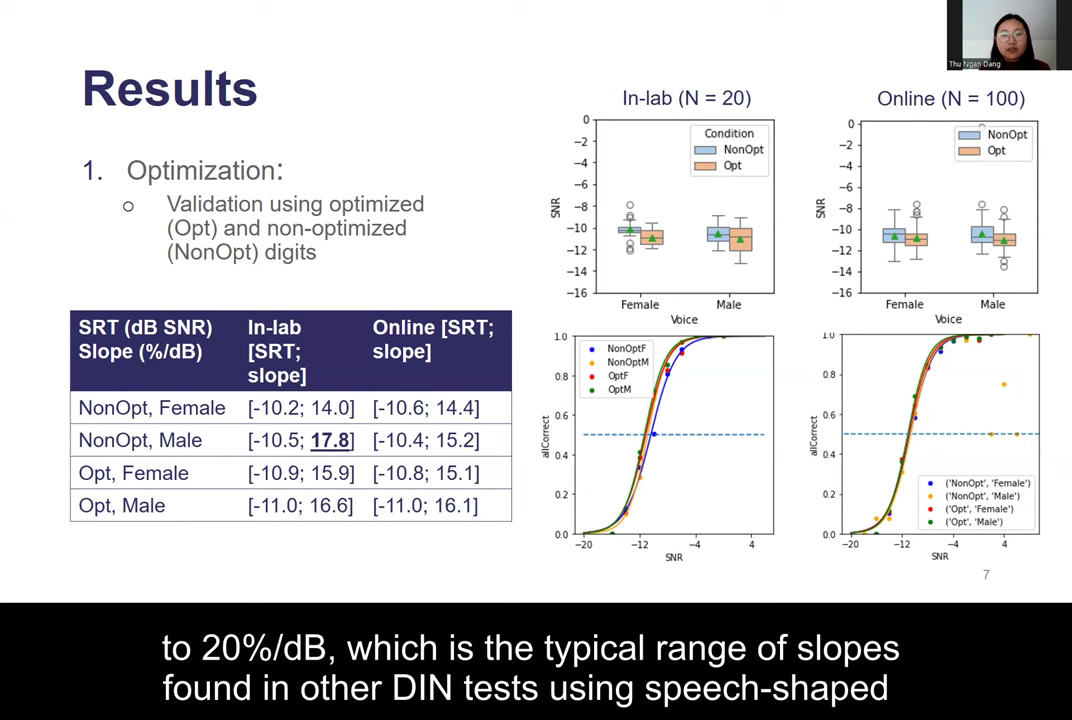 Thu Ngan Dang
Results
1. Optimization:
Validation using optimized
(Opt) and non-optimized
(NonOpt) digits
SRT (dB SNR)
Slope (%/dB)
In-lab
[SRT;
slope]
Online [SRT;
slope]
NonOpt, Female [-10.2; 14.0] [-10.6; 14.4]
NonOpt, Male [-10.5; 17.8] [-10.4; 15.2]
Opt, Female [-10.9; 15.9] [-10.8; 15.1]
Opt, Male [-11.0; 16.6] [-11.0; 16.1]
In-lab (N = 20)
Condition
NonOpt
Opt
SNR
0
−2
−4
−6
−8
−10
−12
−14
−16
Female Male
Voice
Online (N = 100)
NonOpt
Opt
SNR
0
−2
−4
−6
−8
−10
−12
−14
−16
Female Male
Voice
NonOptF
NonOptM
OptF
OptM
allCorrect
1.0
0.8
0.6
0.4
0.2
0.0
−20 −12 −4 4
SNR
('NonOpt', 'Female')
('NonOpt', 'Male')
('Opt', 'Female')
('Opt', 'Male')
allCorrect
1.0
0.8
0.6
0.4
0.2
0.0
−20 −12 −4 4
SNR
7
to 20%/dB, which is the typical range of slopes
found in other DIN tests using speech-shaped